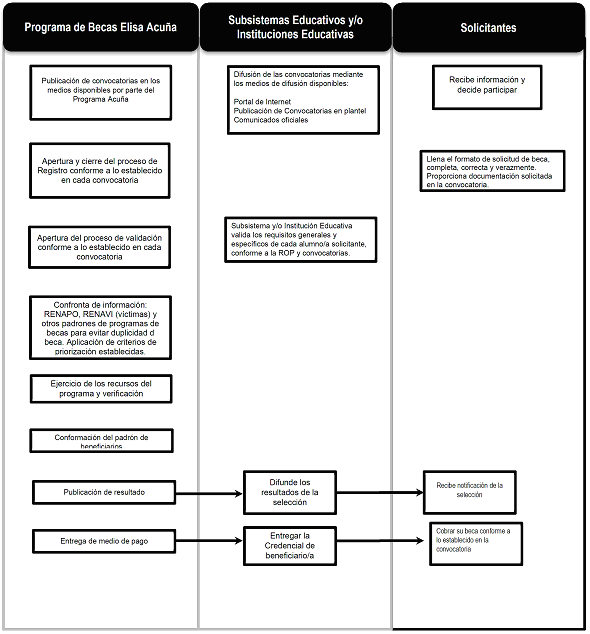 Programa de Becas Elisa Acuña
Subsistemas Educativos y/o
Instituciones Educativas
Solicitantes
Publicación de convocatorias en los
medios disponibles por parte del
Programa Acuña
Difusión de las convocatorias mediante
los medios de difusión disponibles:
Portal de Internet
Publicación de Convocatorias en plantel
Comunicados oficiales
Recibe información y
decide participar
Apertura y cierre del proceso de
Registro conforme a lo establecido
en cada convocatoria
Llena el formato de solicitud de beca,
completa, correcta y verazmente.
Proporciona documentación solicitada
en la convocatoria.
Apertura del proceso de validación
conforme a lo establecido en cada
convocatoria
Subsistema y/o Institución Educativa
valida los requisitos generales y
específicos de cada alumno/a solicitante,
conforme a la ROP y convocatorias.
Confronta de información:
RENAPO, RENAVI (víctimas) y
otros padrones de programas de
becas para evitar duplicidad d
beca. Aplicación de criterios de
priorización establecidas.
Ejercicio de los recursos del
programa y verificación
Conformación del padrón de
beneficiarios
Publicación de resultado
Difunde los
resultados de la
selección
Recibe notificación de la
selección
Entrega de medio de pago
Entregar la
Credencial de
beneficiario/a
Cobrar su beca conforme a
lo establecido en la
convocatoria